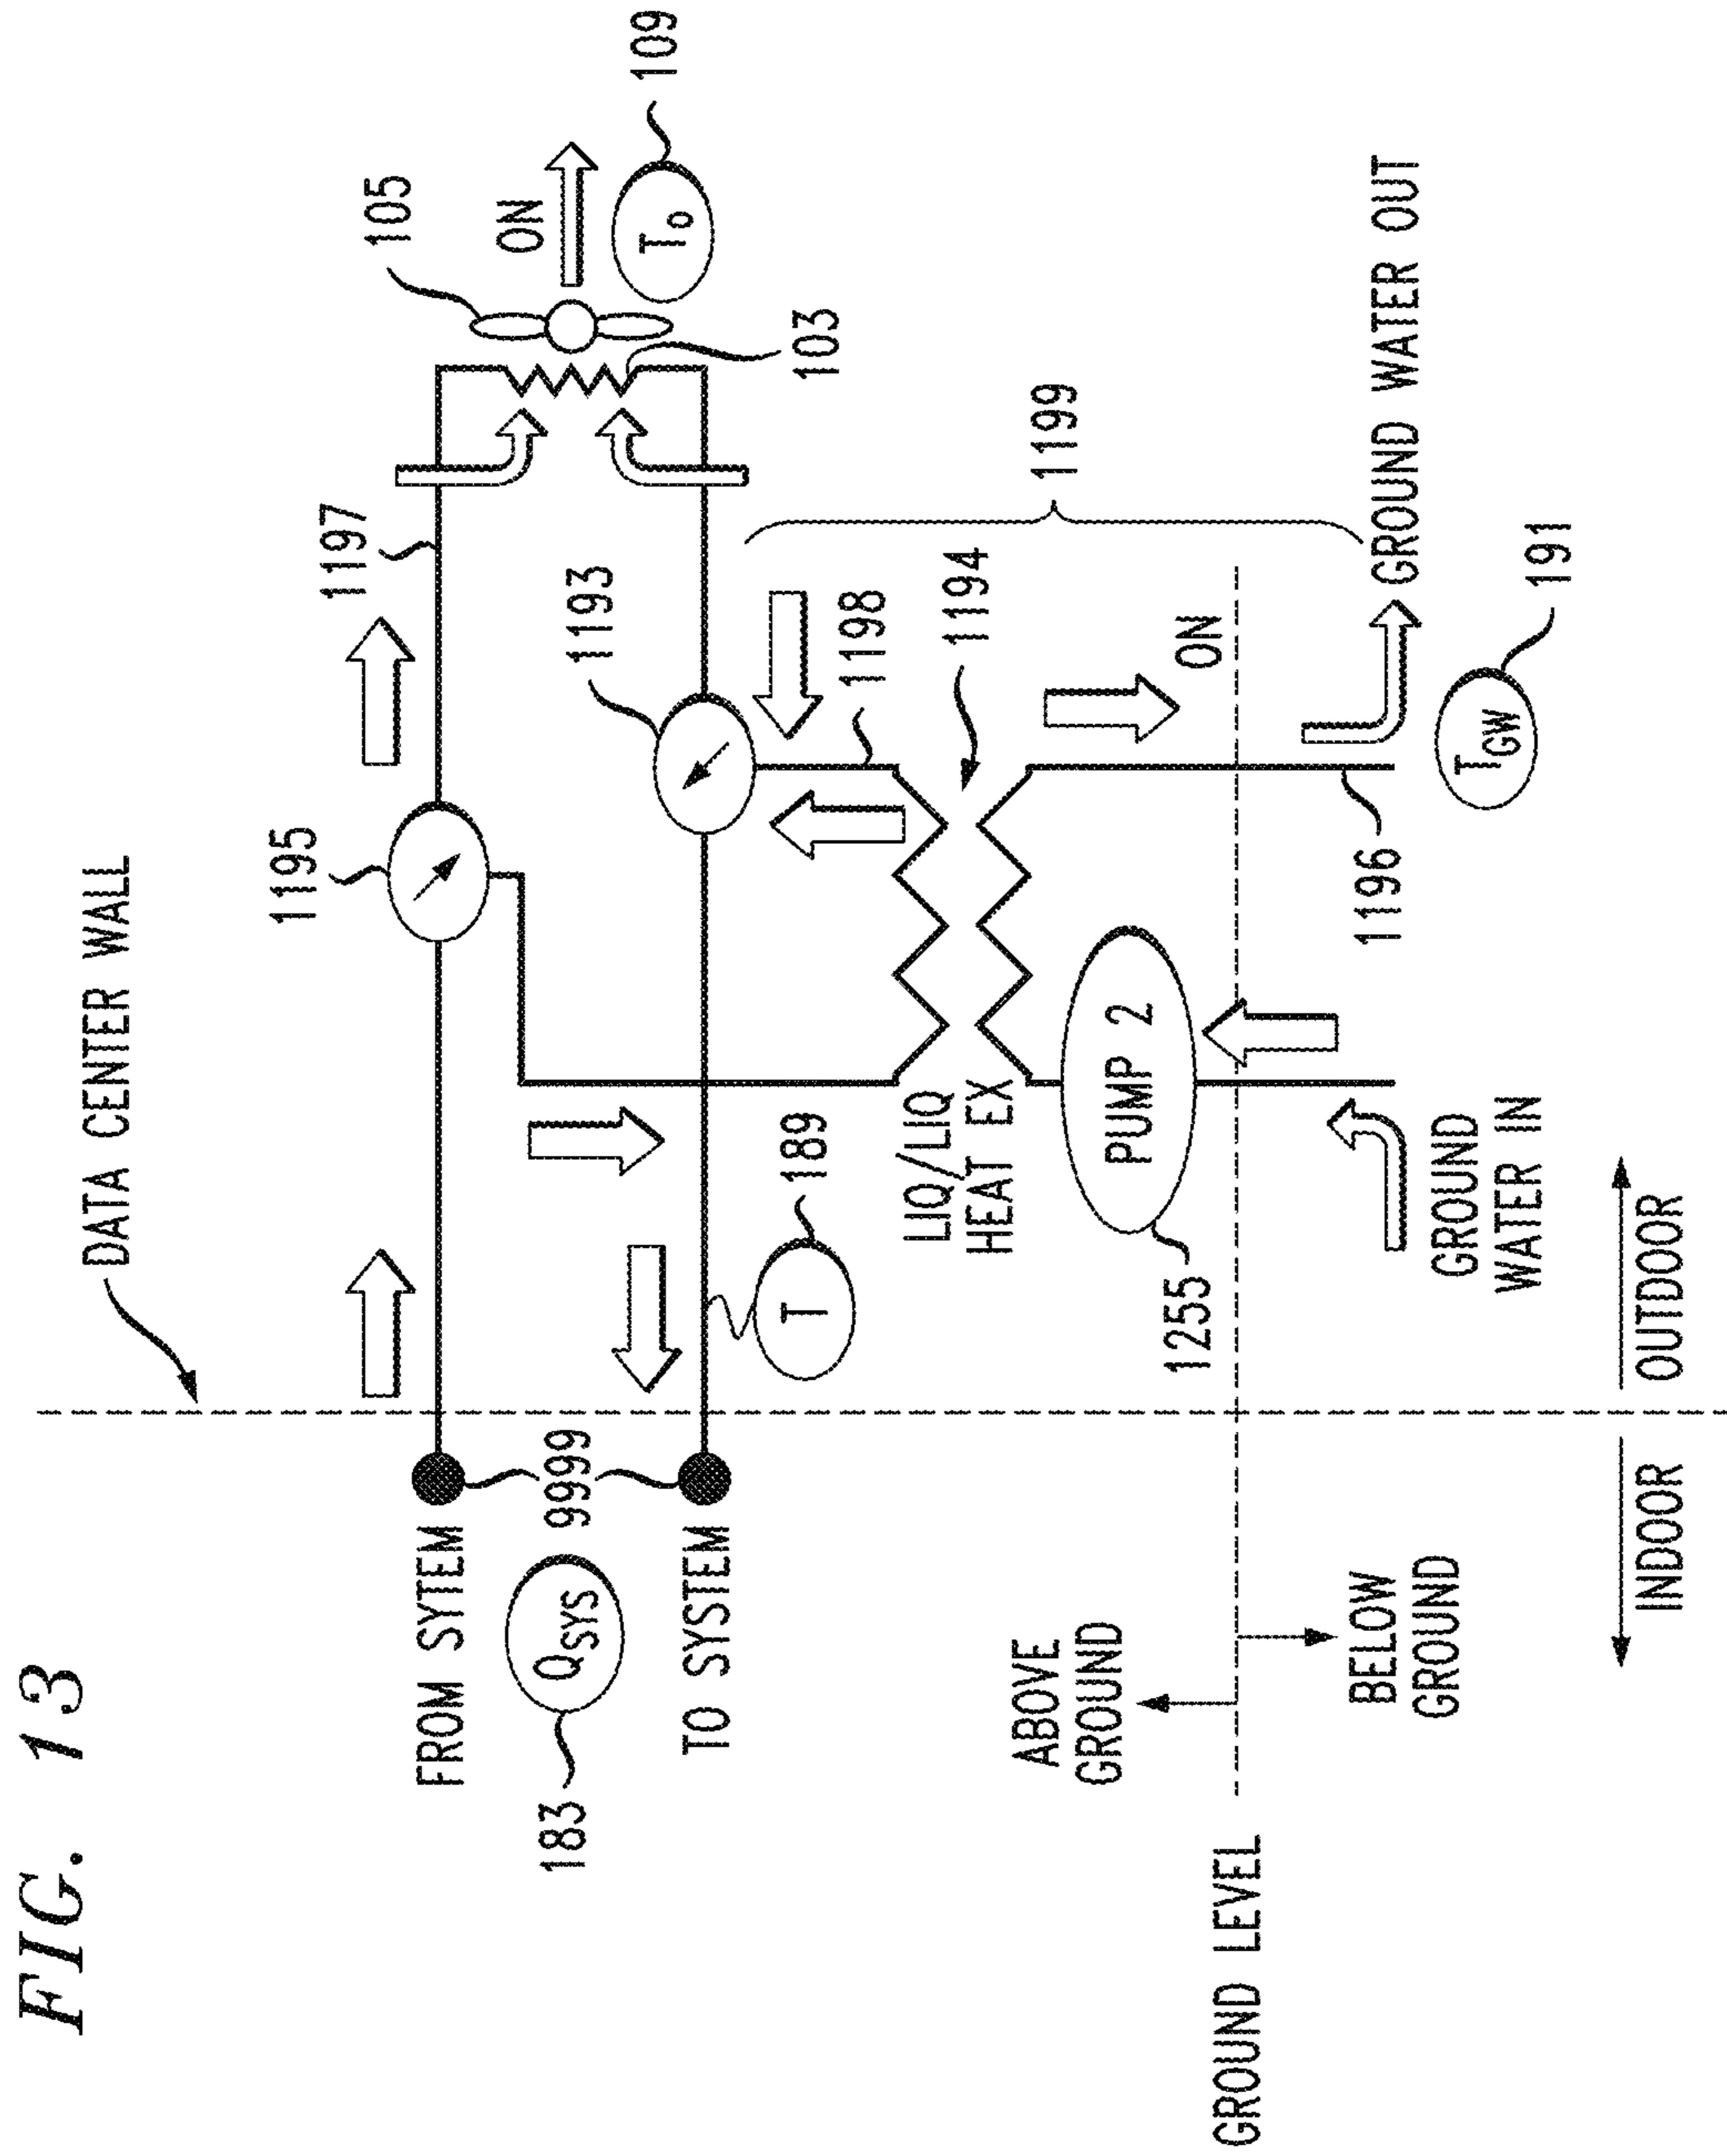 FIG. 13
DATA CENTER WALL
1195
1197
105
ON
T0
109
103
FROM SYTEM
9999
183
QSYS
TO SYSTEM
1193
T
189
1198
1194
1199
LIQ/LIQ
HEAT EX
PUMP 2
1255
ON
ABOVE
GROUND
GROUND LEVEL
BELOW
GROUND
GROUND
WATER IN
1196
GROUND WATER OUT
TGW
191
INDOOR
OUTDOOR